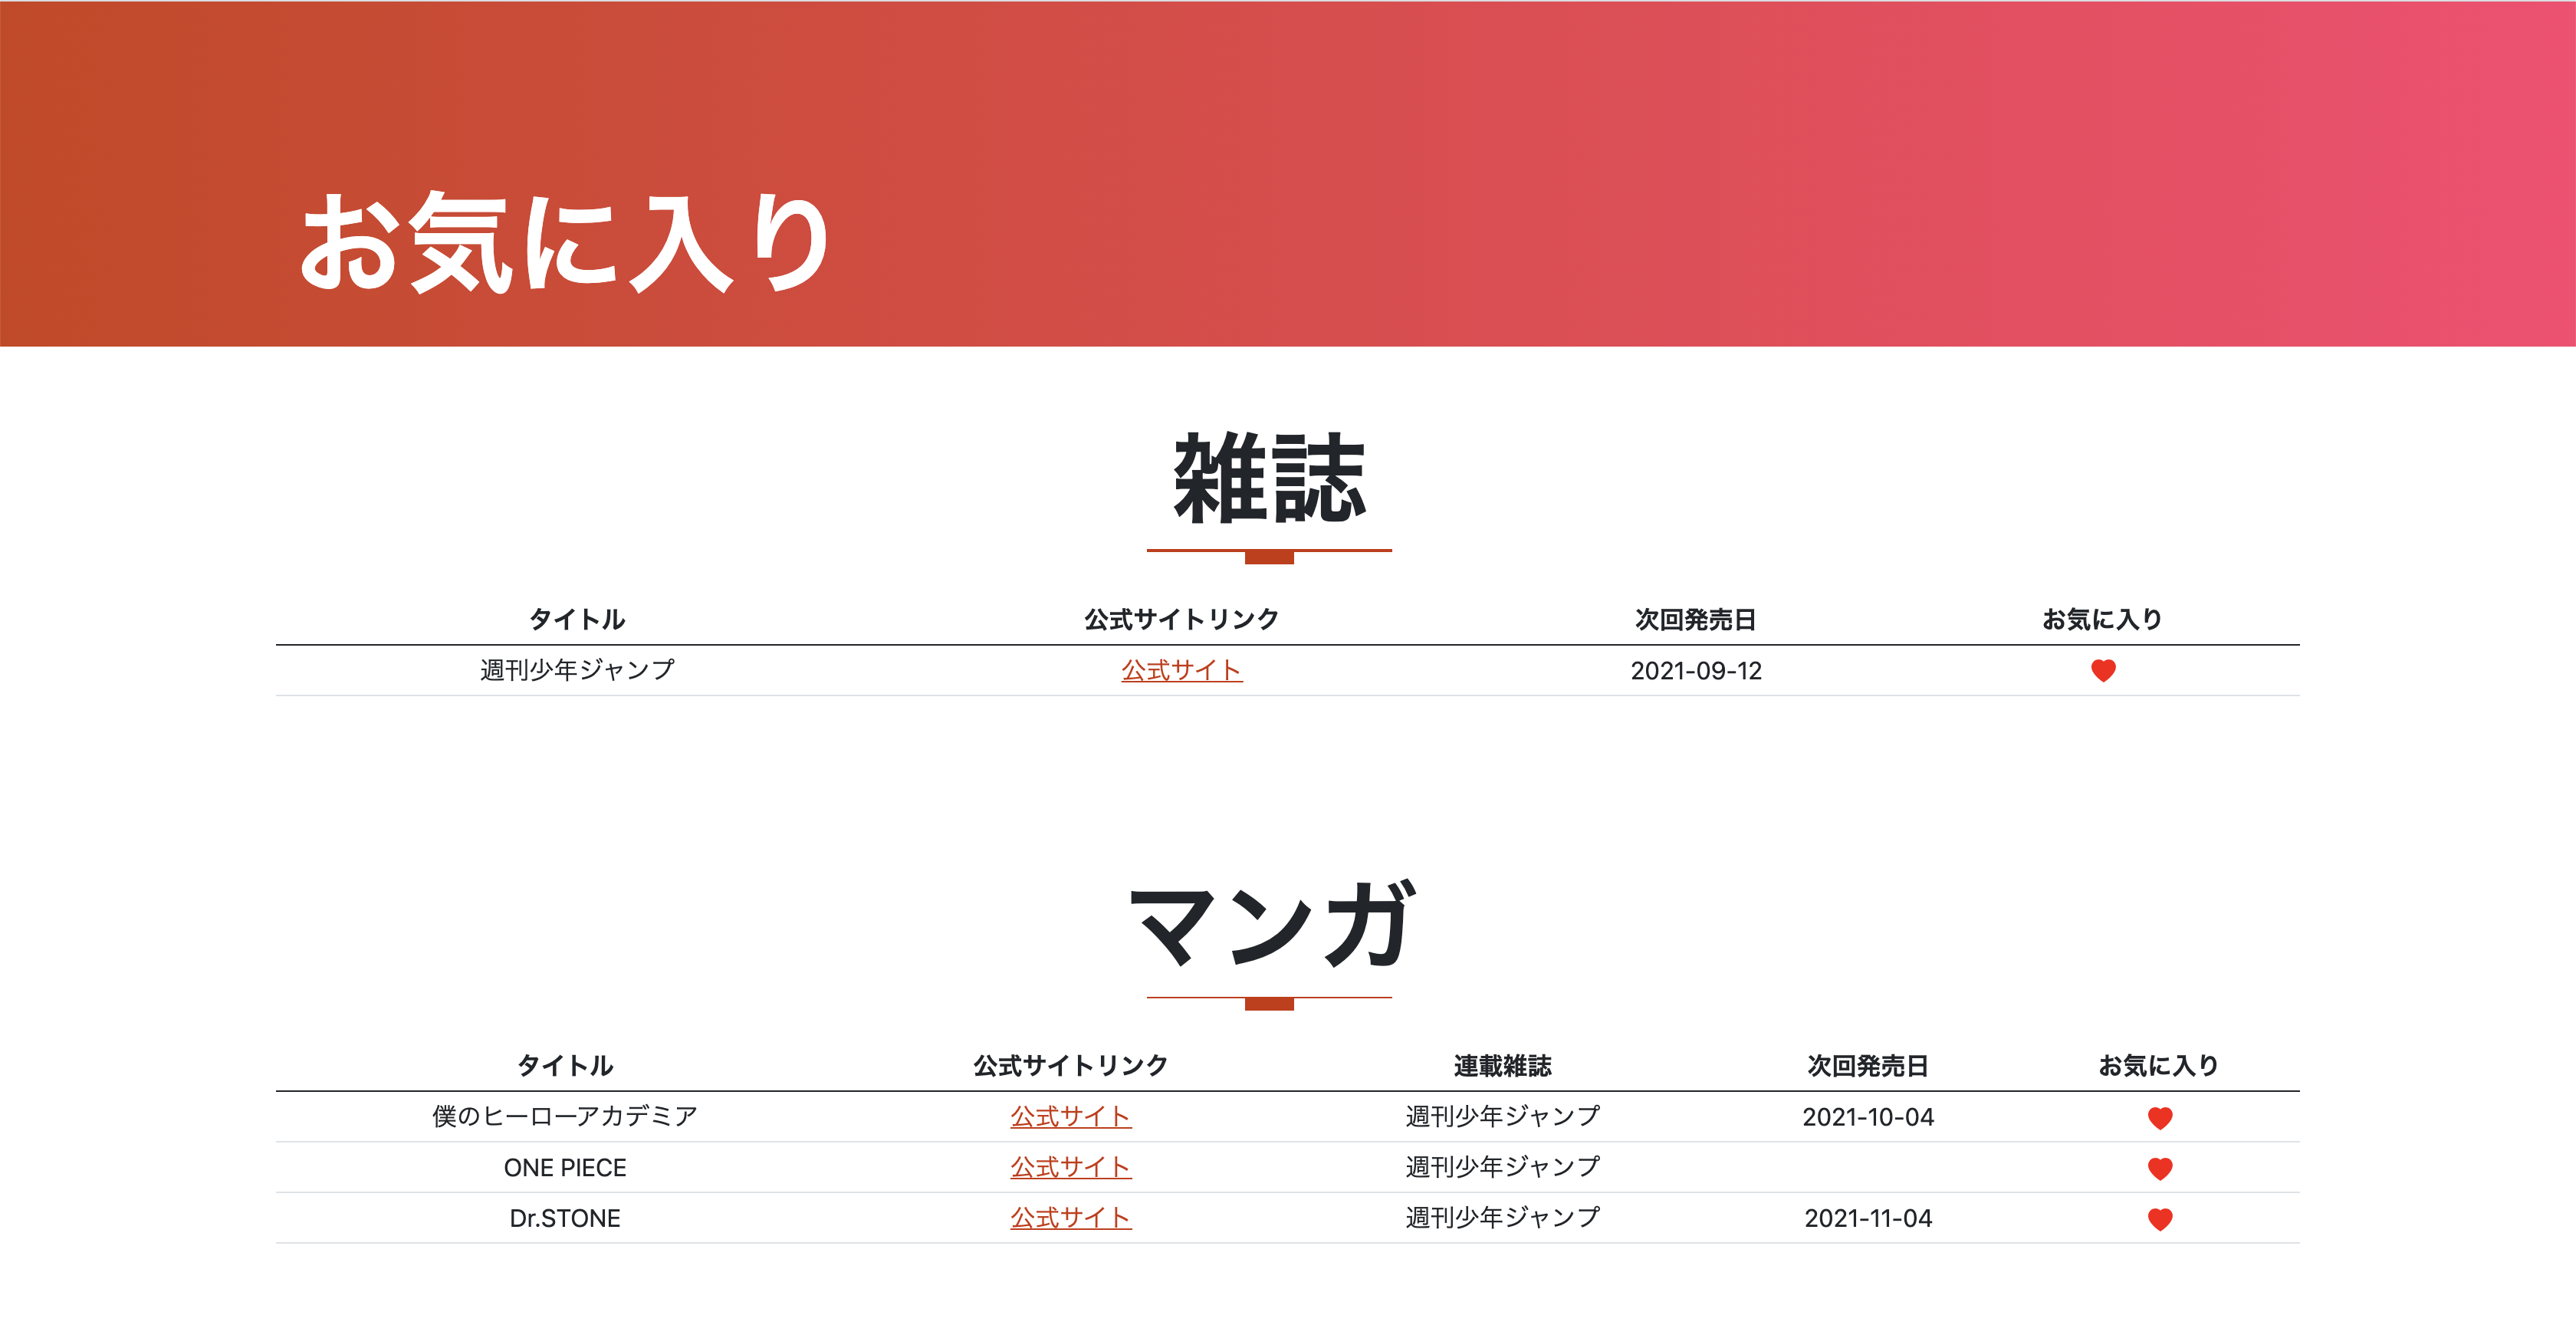 お気に入り
雑誌
タイトル 公式サイトリンク 次回発売日 お気に入り
週刊少年ジャンプ 公式サイト 2021-09-12
マンガ
タイトル 公式サイトリンク 連載雑誌 次回発売日 お気に入り
僕のヒーローアカデミア 公式サイト 週刊少年ジャンプ 2021-10-04
ONE PIECE 公式サイト 週刊少年ジャンプ
Dr.STONE 公式サイト 週刊少年ジャンプ 2021-11-04